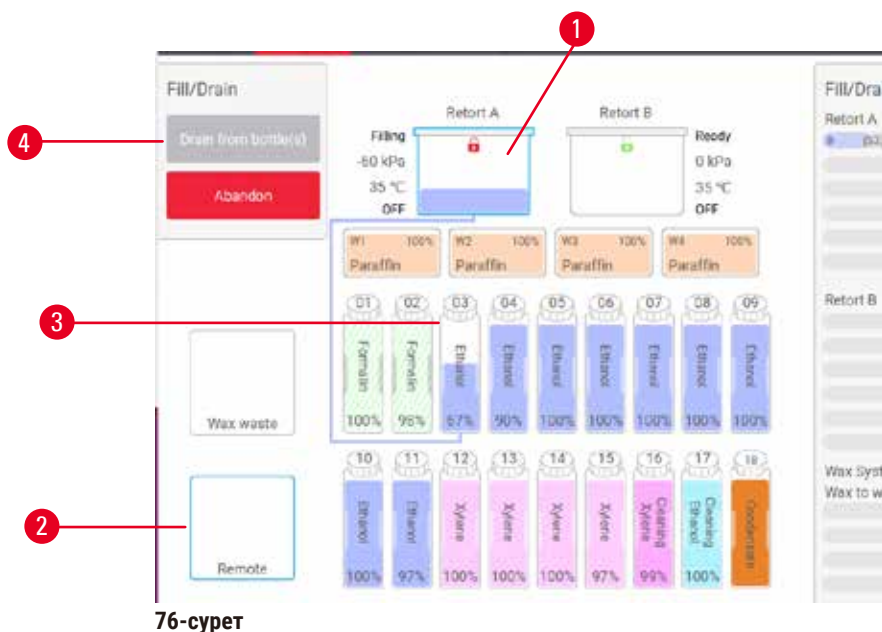 1
Fill/Drain
Fill/Dra
Drain from bottle(s)
Abandon
4
Retort A
Retort B
Filling
-60 kPa
35 °C
OFF
Ready
0 kPa
35 °C
OFF
Retort A
W1 100%
Paraffin
W2 100%
Paraffin
W3 100%
Paraffin
W4 100%
Paraffin
3
01 02 03 04 05 06 07 08 09
Formalin Formalin Ethanol Ethanol Ethanol Ethanol Ethanol Ethanol Ethanol
100% 98% 67% 90% 100% 100% 100% 100% 100%
Retort B
Wax waste
2
Remote
10 11 12 13 14 15 16 17 18
Ethanol Ethanol Xylene Xylene Xylene Xylene Cleaning Xylene Cleaning Ethanol Condensate
100% 97% 100% 100% 100% 97% 99% 100%
Wax Syst
Wax to w
76-сурет